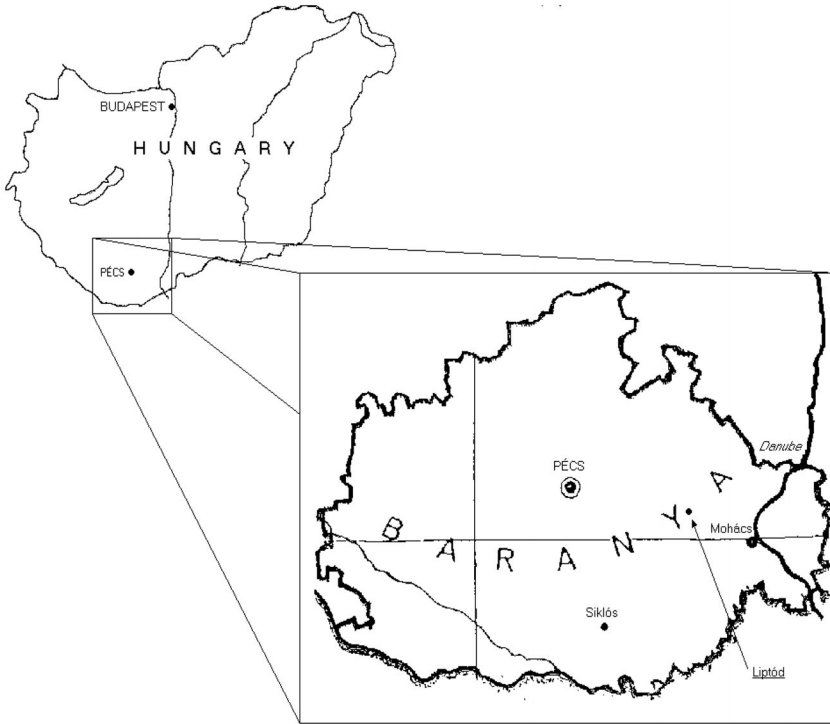 BUDAPEST
HUNGARY
PÉCS
Danube
PÉCS
BARANYA
Mohács
Siklós
Liptód